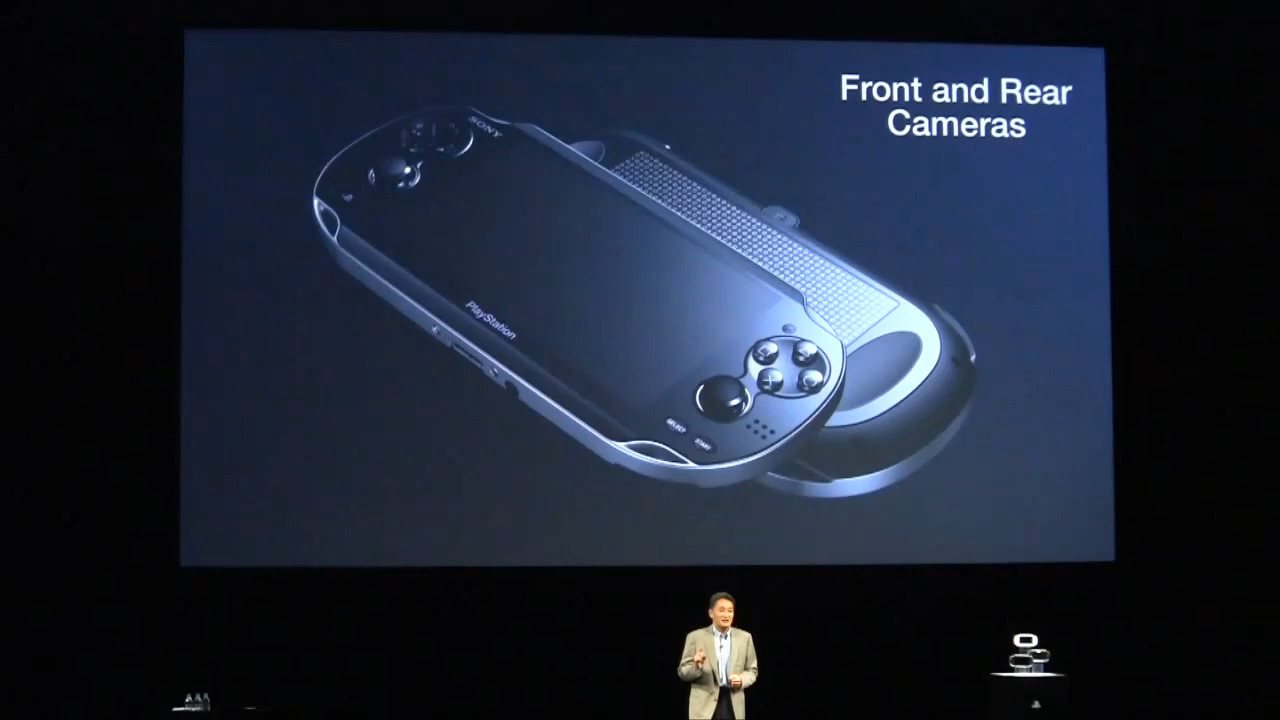 Front and Rear
Cameras
SONY
PlayStation
SELECT
START